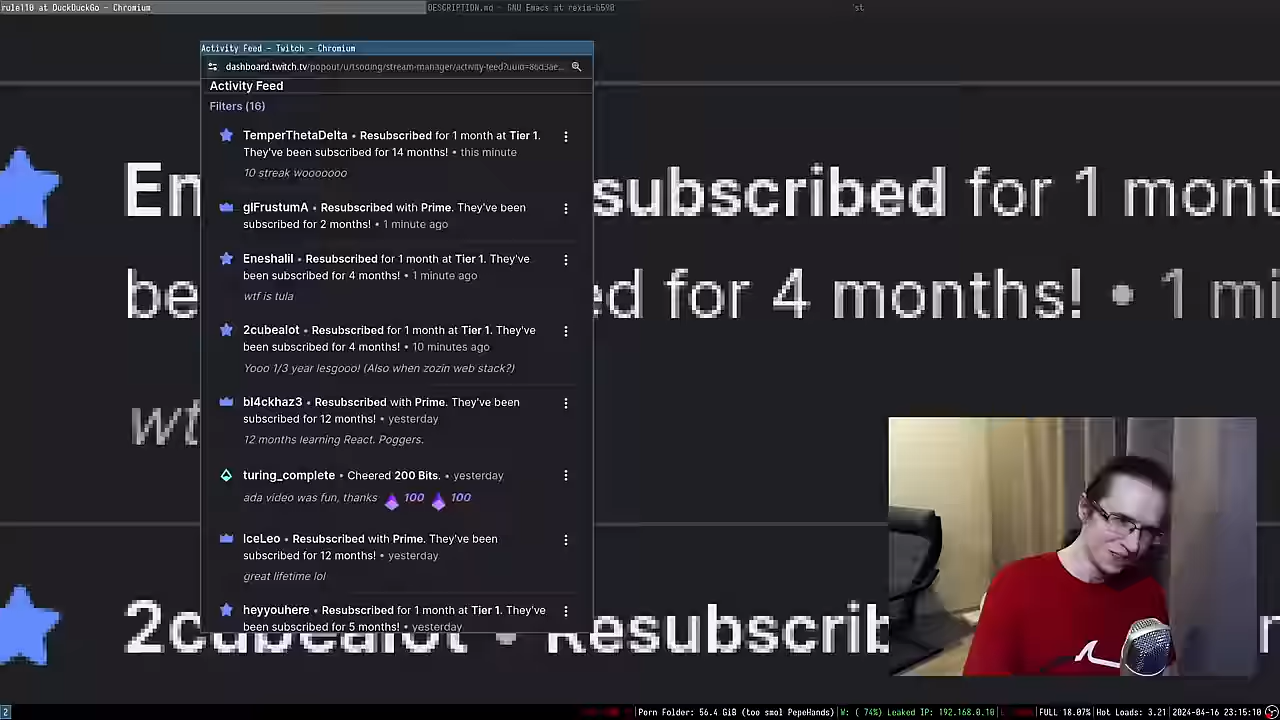 rule110 at DuckDuckGo - Chromium
DESCRIPTION.md - GNU Emacs at rexim-b590
'st
Activity Feed - Twitch - Chromium
dashboard.twitch.tv/popout/u/tsoding/stream-manager/activity-feed?uuid=86d3ae...
Activity Feed
Filters (16)
TemperThetaDelta • Resubscribed for 1 month at Tier 1.
They've been subscribed for 14 months! • this minute
10 streak wooooooo
glFrustumA • Resubscribed with Prime. They've been
subscribed for 2 months! • 1 minute ago
Eneshalil • Resubscribed for 1 month at Tier 1. They've
been subscribed for 4 months! • 1 minute ago
wtf is tula
2cubealot • Resubscribed for 1 month at Tier 1. They've
been subscribed for 4 months! • 10 minutes ago
Yooo 1/3 year lesgooo! (Also when zozin web stack?)
bl4ckhaz3 • Resubscribed with Prime. They've been
subscribed for 12 months! • yesterday
12 months learning React. Poggers.
turing_complete • Cheered 200 Bits. • yesterday
ada video was fun, thanks 100 100
IceLeo • Resubscribed with Prime. They've been
subscribed for 12 months! • yesterday
great lifetime lol
heyyouhere • Resubscribed for 1 month at Tier 1. They've
been subscribed for 5 months! • yesterday
En subscribed for 1 mont
be ed for 4 months! • 1 mi
wt
2cubealot • Resubscrib
2
Porn Folder: 56.4 GiB (too smol PepeHands) W: ( 74%) Leaked IP: 192.168.0.10 FULL 18.07% Hot Loads: 3.21 2024-04-16 23:15:10